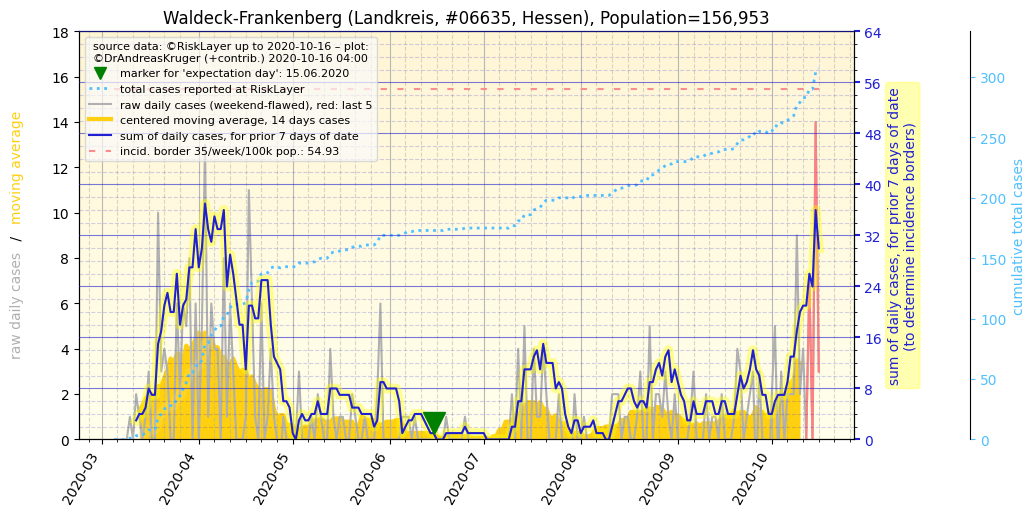 Waldeck-Frankenberg (Landkreis, #06635, Hessen), Population=156,953
source data: ©RiskLayer up to 2020-10-16 – plot:
©DrAndreasKruger (+contrib.) 2020-10-16 04:00
marker for 'expectation day': 15.06.2020
total cases reported at RiskLayer
raw daily cases (weekend-flawed), red: last 5
centered moving average, 14 days cases
sum of daily cases, for prior 7 days of date
incid. border 35/week/100k pop.: 54.93
raw daily cases / moving average
18
16
14
12
10
8
6
4
2
0
2020-03
2020-04
2020-05
2020-06
2020-07
2020-08
2020-09
2020-10
64
56
48
40
32
24
16
8
0
sum of daily cases, for prior 7 days of date
(to determine incidence borders)
300
250
200
150
100
50
0
cumulative total cases